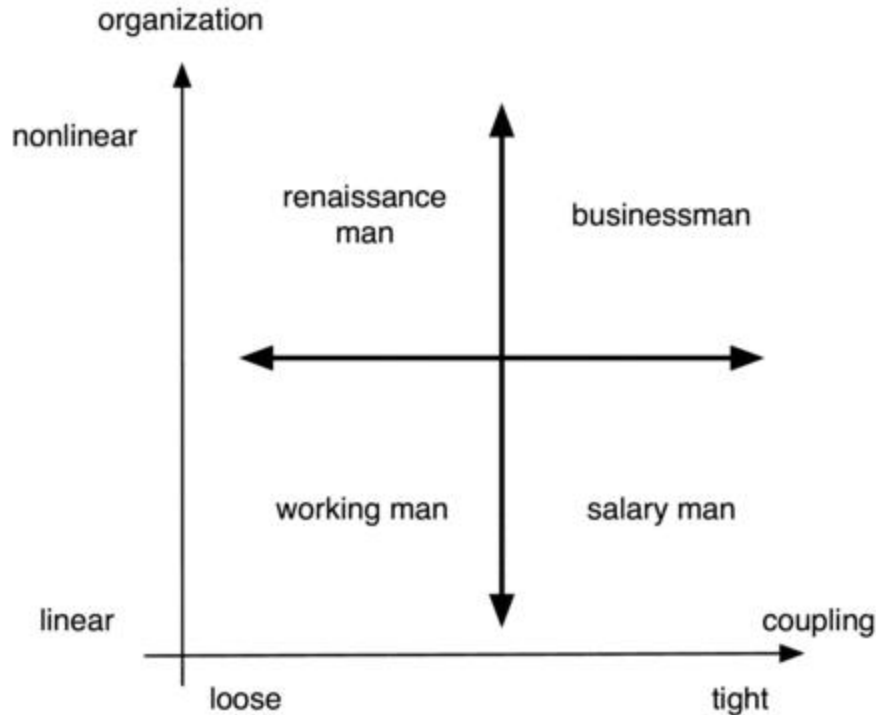 organization
nonlinear
renaissance
man
businessman
working man
salary man
linear
coupling
loose
tight